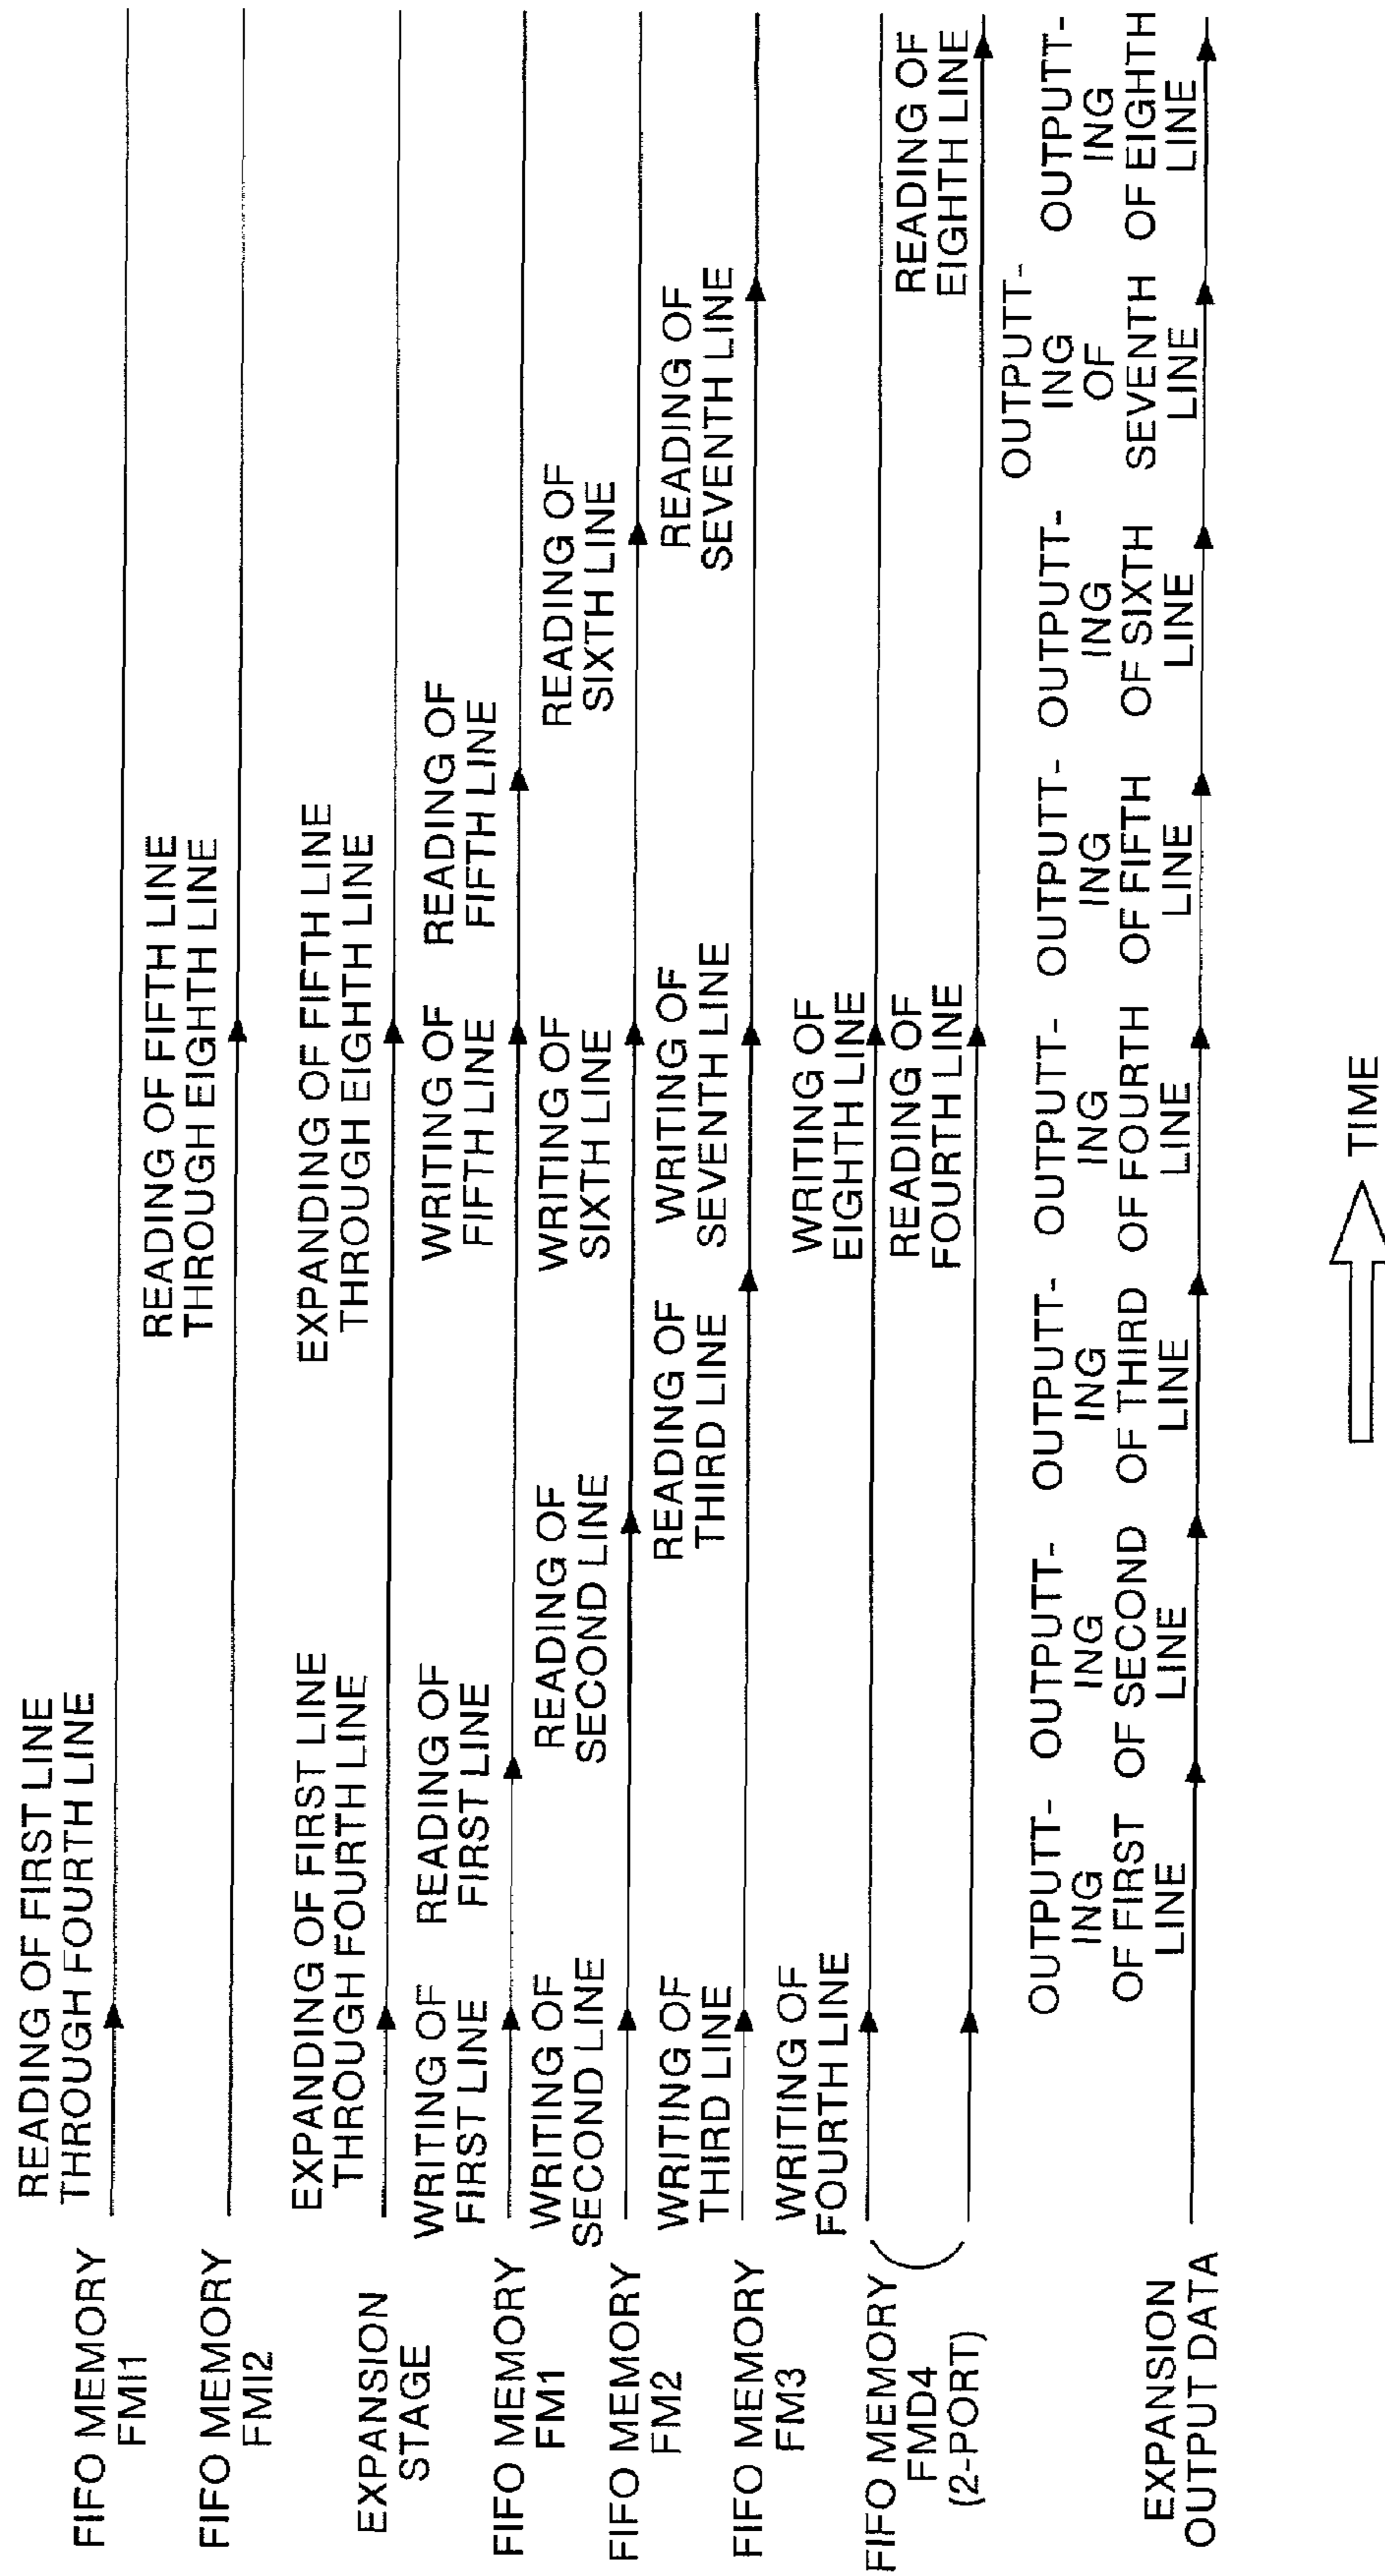 FIFO MEMORY
FMI1
READING OF FIRST LINE
THROUGH FOURTH LINE
FIFO MEMORY
FMI2
READING OF FIFTH LINE
THROUGH EIGHTH LINE
EXPANSION
STAGE
EXPANDING OF FIRST LINE
THROUGH FOURTH LINE
EXPANDING OF FIFTH LINE
THROUGH EIGHTH LINE
FIFO MEMORY
FM1
WRITING OF
FIRST LINE
READING OF
FIRST LINE
WRITING OF
FIFTH LINE
READING OF
FIFTH LINE
FIFO MEMORY
FM2
WRITING OF
SECOND LINE
READING OF
SECOND LINE
WRITING OF
SIXTH LINE
READING OF
SIXTH LINE
FIFO MEMORY
FM3
WRITING OF
THIRD LINE
READING OF
THIRD LINE
WRITING OF
SEVENTH LINE
READING OF
SEVENTH LINE
FIFO MEMORY
FMD4
(2-PORT)
WRITING OF
FOURTH LINE
WRITING OF
EIGHTH LINE
READING OF
FOURTH LINE
READING OF
EIGHTH LINE
EXPANSION
OUTPUT DATA
OUTPUTT-
ING
OF FIRST
LINE
OUTPUTT-
ING
OF SECOND
LINE
OUTPUTT-
ING
OF THIRD
LINE
OUTPUTT-
ING
OF FOURTH
LINE
OUTPUTT-
ING
OF FIFTH
LINE
OUTPUTT-
ING
OF SIXTH
LINE
OUTPUTT-
ING
OF
SEVENTH
LINE
OUTPUTT-
ING
OF EIGHTH
LINE
TIME